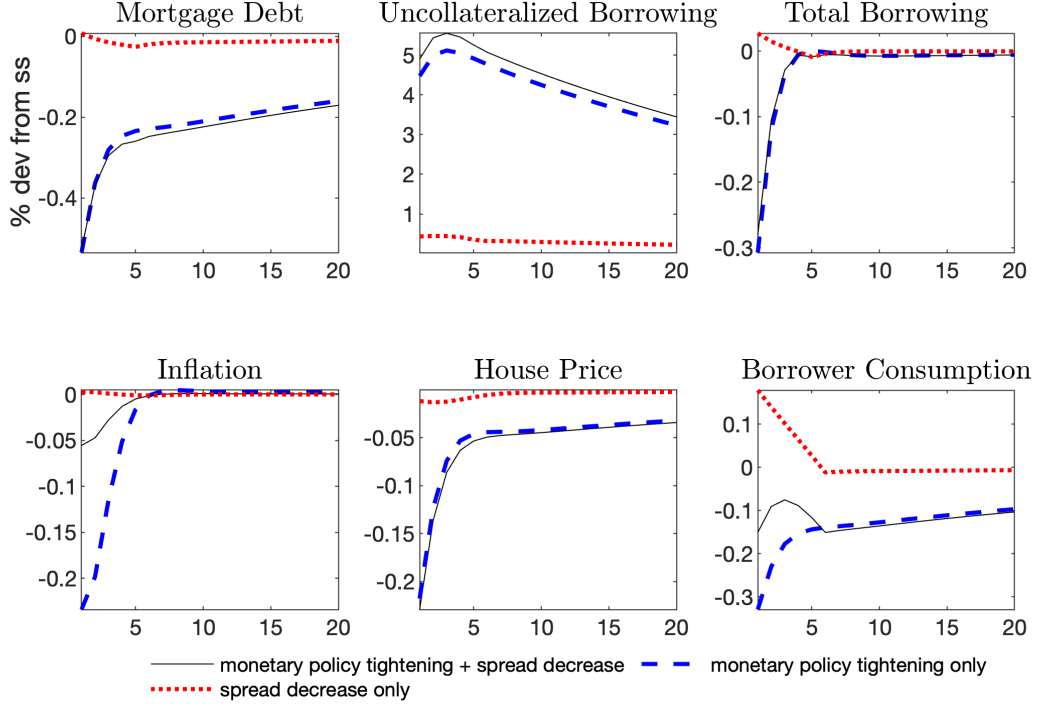 Mortgage Debt
Uncollateralized Borrowing
Total Borrowing
% dev from ss
0
-0.2
-0.4
5 10 15 20
5
4
3
2
1
5 10 15 20
0
-0.1
-0.2
-0.3
5 10 15 20
Inflation
House Price
Borrower Consumption
0
-0.05
-0.1
-0.15
-0.2
5 10 15 20
-0.05
-0.1
-0.15
-0.2
5 10 15 20
0.1
0
-0.1
-0.2
-0.3
5 10 15 20
monetary policy tightening + spread decrease
monetary policy tightening only
spread decrease only